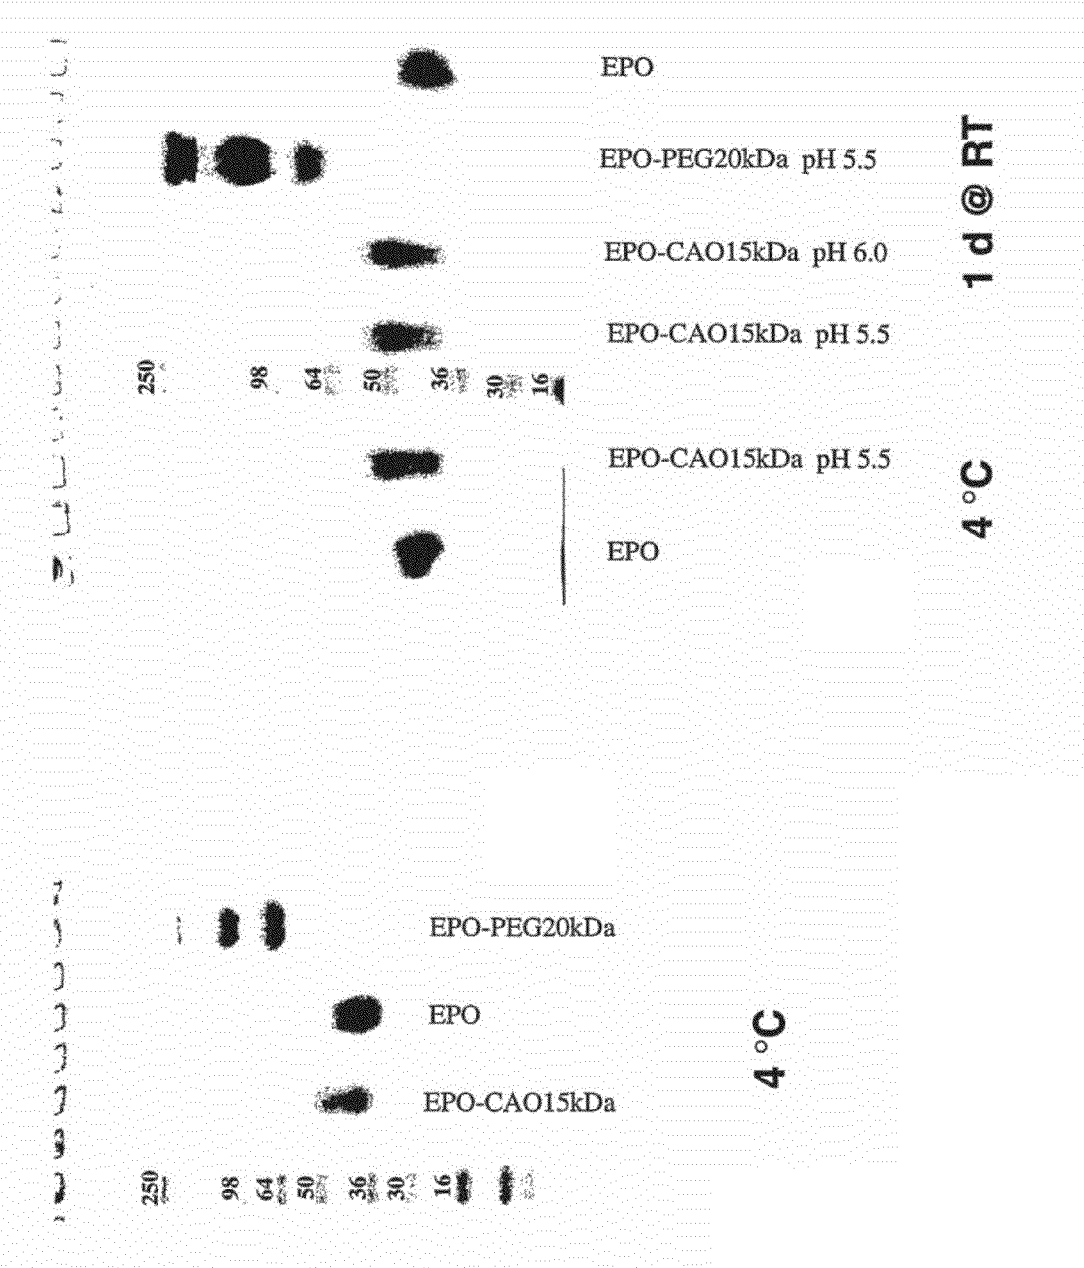 EPO
EPO-PEG20kDa pH 5.5
EPO-CAO15kDa pH 6.0
1 d @ RT
EPO-CAO15kDa pH 5.5
250 98 64 50 36 30 16
EPO-CAO15kDa pH 5.5
4 °C
EPO
EPO-PEG20kDa
EPO
4 °C
EPO-CAO15kDa
250 98 64 50 36 30 16